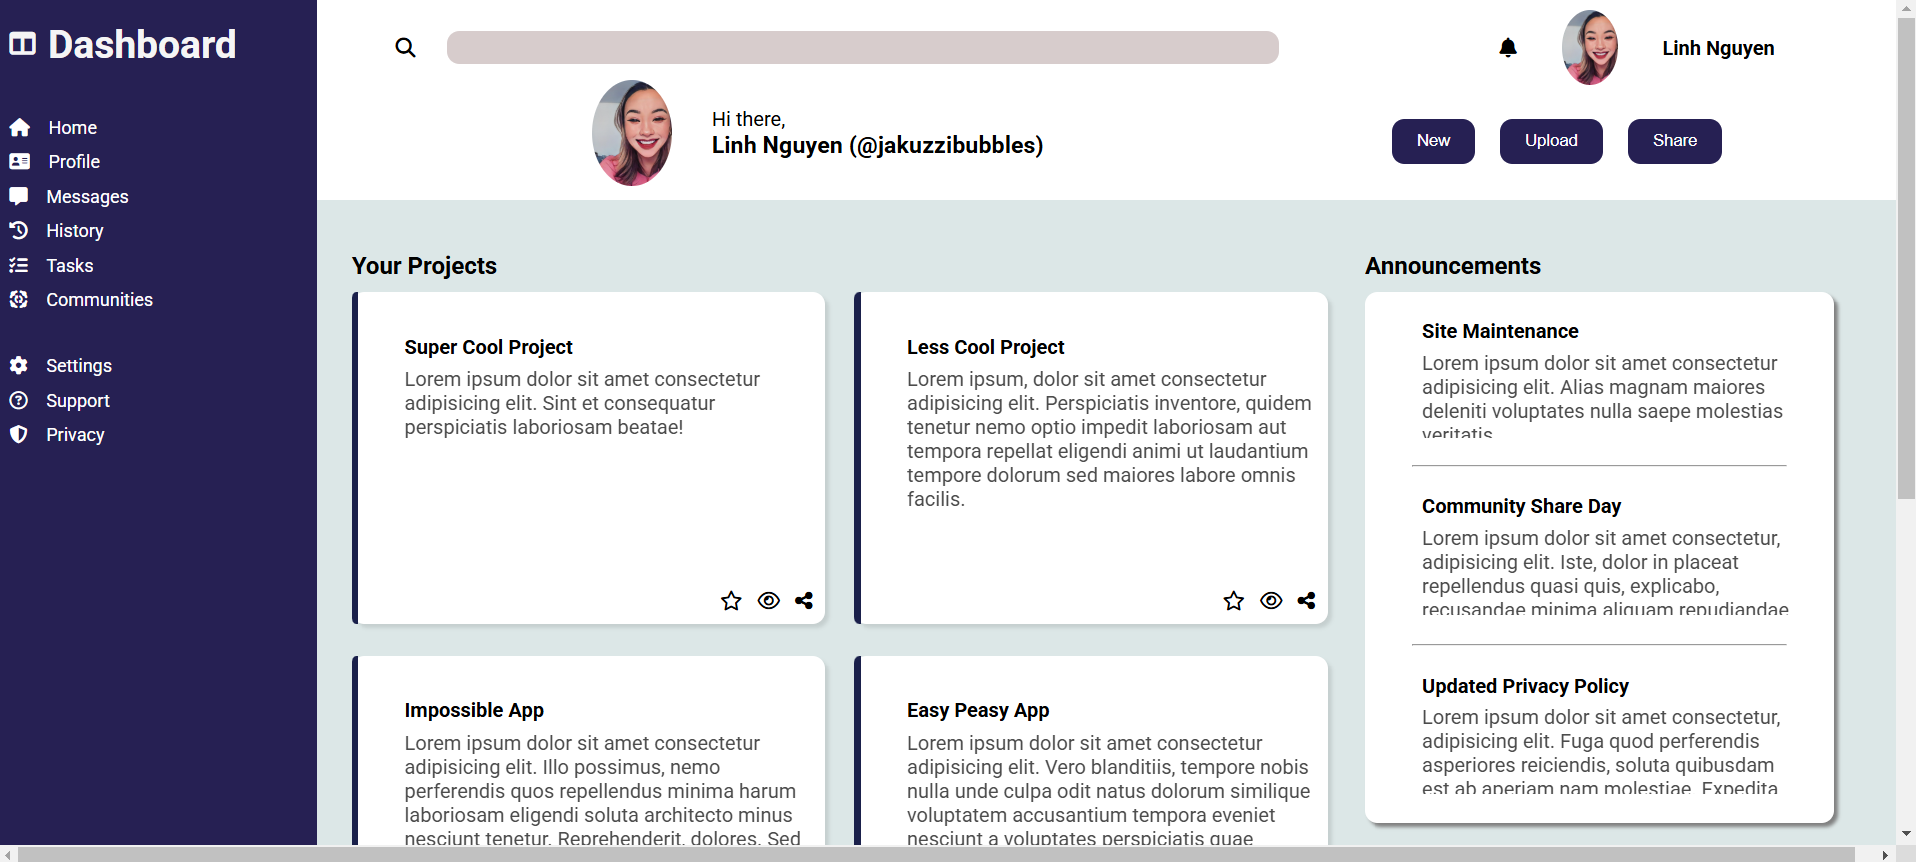 Dashboard
Home
Profile
Messages
History
Tasks
Communities
Settings
Support
Privacy
Linh Nguyen
Hi there,
Linh Nguyen (@jakuzzibubbles)
New
Upload
Share
Your Projects
Super Cool Project
Lorem ipsum dolor sit amet consectetur
adipisicing elit. Sint et consequatur
perspiciatis laboriosam beatae!
Less Cool Project
Lorem ipsum, dolor sit amet consectetur
adipisicing elit. Perspiciatis inventore, quidem
tenetur nemo optio impedit laboriosam aut
tempora repellat eligendi animi ut laudantium
tempore dolorum sed maiores labore omnis
facilis.
Impossible App
Lorem ipsum dolor sit amet consectetur
adipisicing elit. Illo possimus, nemo
perferendis quos repellendus minima harum
laboriosam eligendi soluta architecto minus
nesciunt tenetur. Reprehenderit, dolores. Sed
Easy Peasy App
Lorem ipsum dolor sit amet consectetur
adipisicing elit. Vero blanditiis, tempore nobis
nulla unde culpa odit natus dolorum similique
voluptatem accusantium tempora eveniet
nesciunt a voluptates perspiciatis quae
Announcements
Site Maintenance
Lorem ipsum dolor sit amet consectetur
adipisicing elit. Alias magnam maiores
deleniti voluptates nulla saepe molestias
veritatis
Community Share Day
Lorem ipsum dolor sit amet consectetur,
adipisicing elit. Iste, dolor in placeat
repellendus quasi quis, explicabo,
recusandae minima aliquam repudiandae
Updated Privacy Policy
Lorem ipsum dolor sit amet consectetur,
adipisicing elit. Fuga quod perferendis
asperiores reiciendis, soluta quibusdam
est ab aperiam nam molestiae. Expedita